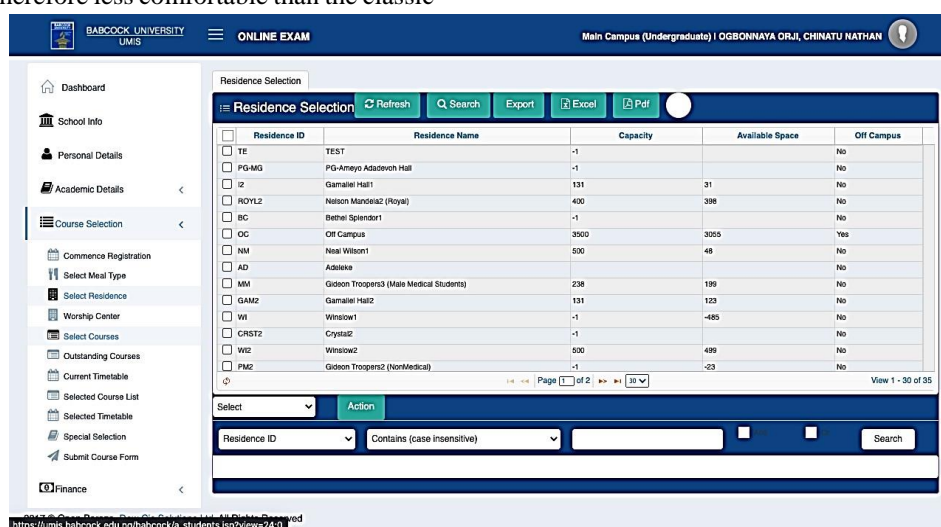 therefore less comfortable than the classic
BABCOCK UNIVERSITY
UMIS
ONLINE EXAM
Main Campus (Undergraduate) | OGBONNAYA ORJI, CHINATU NATHAN
Dashboard
School Info
Personal Details
Academic Details <
Course Selection <
Commence Registration
Select Meal Type
Select Residence
Worship Center
Select Courses
Outstanding Courses
Current Timetable
Selected Course List
Selected Timetable
Special Selection
Submit Course Form
Finance <
Residence Selection
Residence Selection Refresh Search Export Excel Pdf
Residence ID Residence Name Capacity Available Space Off Campus
TE TEST -1 No
PG-MG PG-Ameyo Adadevoh Hall -1 No
I2 Gamaliel Hall1 131 31 No
ROYL2 Nelson Mandela2 (Royal) 400 398 No
BC Bethel Splendor1 -1 No
OC Off Campus 3500 3055 Yes
NM Neal Wilson1 500 48 No
AD Adeleke No
MM Gideon Troopers3 (Male Medical Students) 238 199 No
GAM2 Gamaliel Hall2 131 123 No
WI Winslow1 -1 -485 No
CRST2 Crystal2 -1 No
WI2 Winslow2 500 499 No
PM2 Gideon Troopers2 (NonMedical) -1 -23 No
Page 1 of 2 30 View 1 - 30 of 35
Select Action
Residence ID Contains (case insensitive) Search
https://umis.babcock.edu.ng/babcock/a_students.jsp?view=24:0